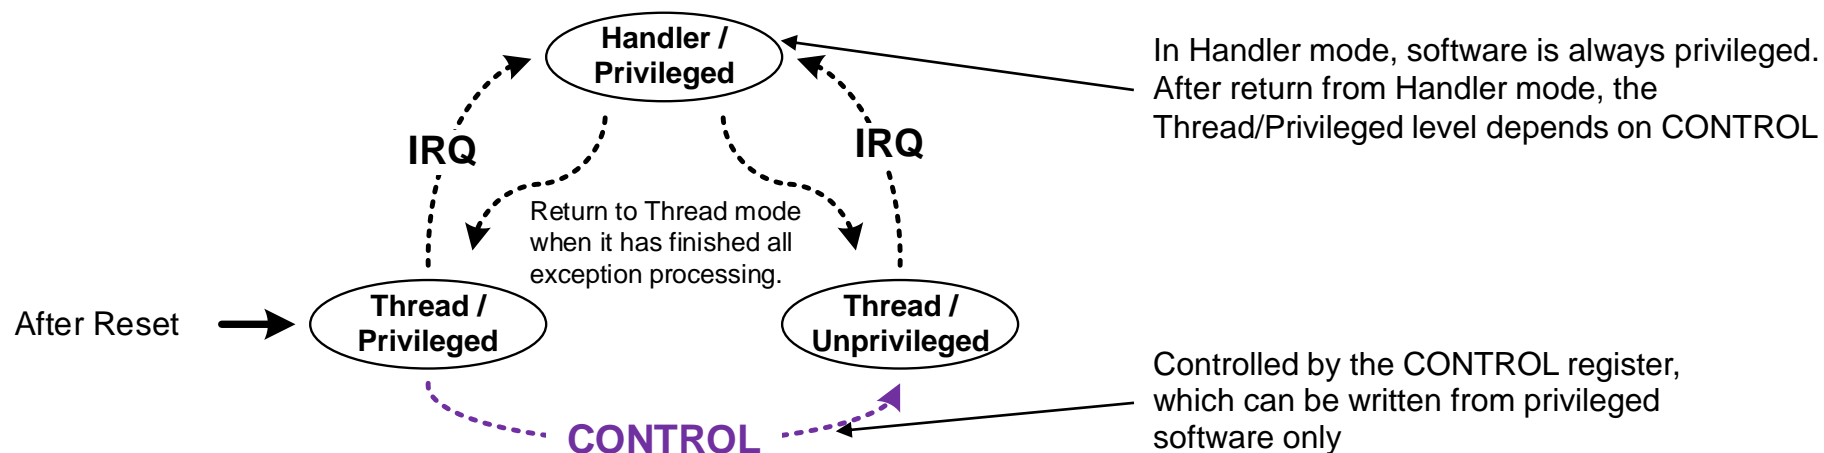 Handler /
Privileged
In Handler mode, software is always privileged.
After return from Handler mode, the
Thread/Privileged level depends on CONTROL
IRQ
IRQ
Return to Thread mode
when it has finished all
exception processing.
After Reset
Thread /
Privileged
Thread /
Unprivileged
Controlled by the CONTROL register,
which can be written from privileged
software only
CONTROL